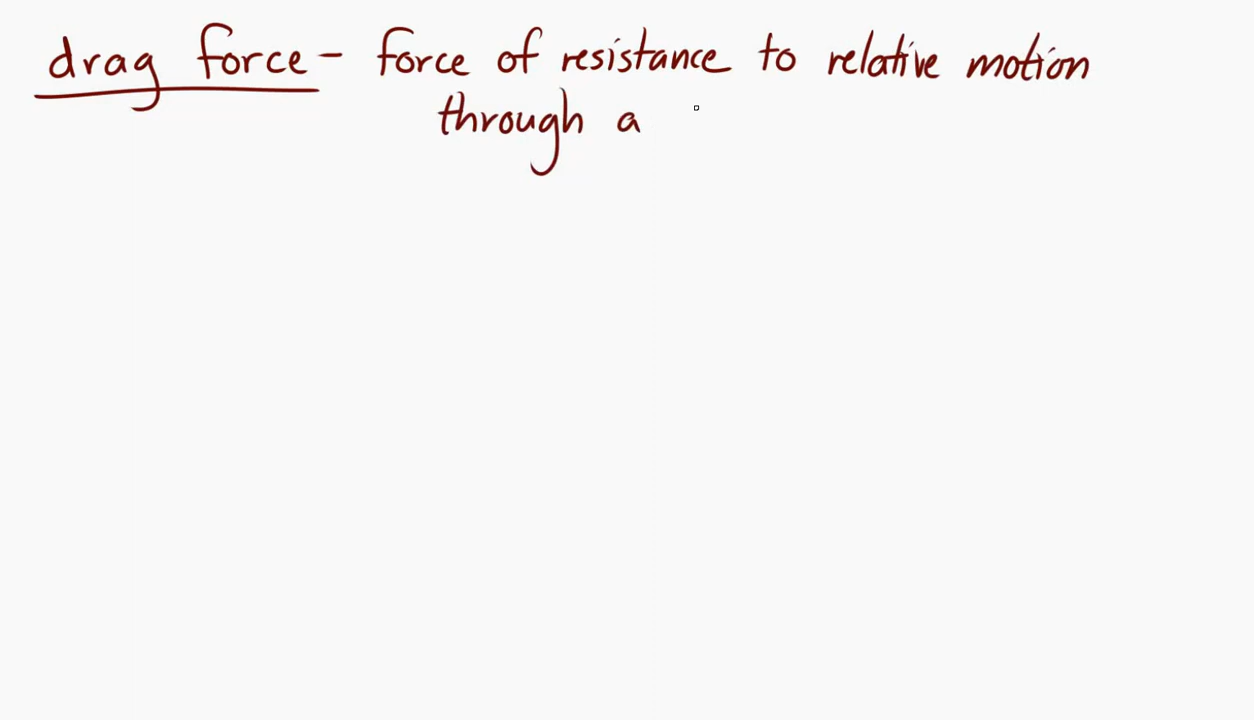 drag force - force of resistance to relative motion
through a